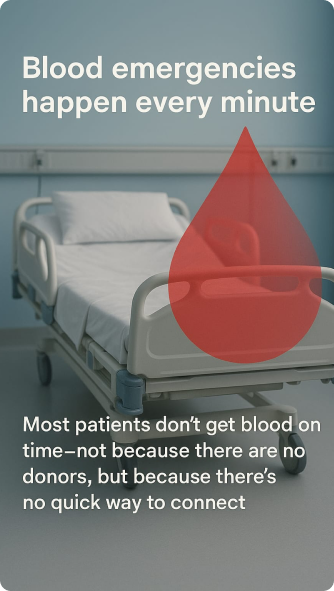 Blood emergencies
happen every minute
Most patients don't get blood on
time–not because there are no
donors, but because there's
no quick way to connect